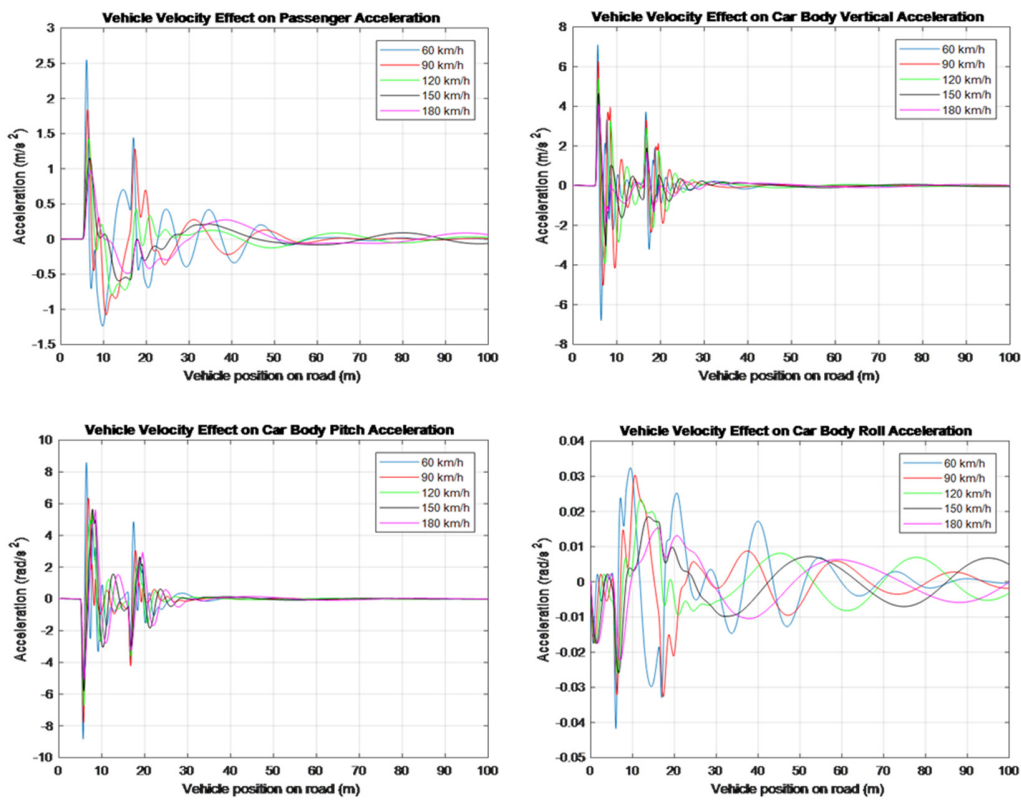 Vehicle Velocity Effect on Passenger Acceleration
3
2.5
2
1.5
1
0.5
0
-0.5
-1
-1.5
Acceleration (m/s ²)
60 km/h
90 km/h
120 km/h
150 km/h
180 km/h
0 10 20 30 40 50 60 70 80 90 100
Vehicle position on road (m)
Vehicle Velocity Effect on Car Body Vertical Acceleration
8
6
4
2
0
-2
-4
-6
-8
Acceleration (m/s ²)
60 km/h
90 km/h
120 km/h
150 km/h
180 km/h
0 10 20 30 40 50 60 70 80 90 100
Vehicle position on road (m)
Vehicle Velocity Effect on Car Body Pitch Acceleration
10
8
6
4
2
0
-2
-4
-6
-8
-10
Acceleration (rad/s ²)
60 km/h
90 km/h
120 km/h
150 km/h
180 km/h
0 10 20 30 40 50 60 70 80 90 100
Vehicle position on road (m)
Vehicle Velocity Effect on Car Body Roll Acceleration
0.04
0.03
0.02
0.01
0
-0.01
-0.02
-0.03
-0.04
-0.05
Acceleration (rad/s ²)
60 km/h
90 km/h
120 km/h
150 km/h
180 km/h
0 10 20 30 40 50 60 70 80 90 100
Vehicle position on road (m)